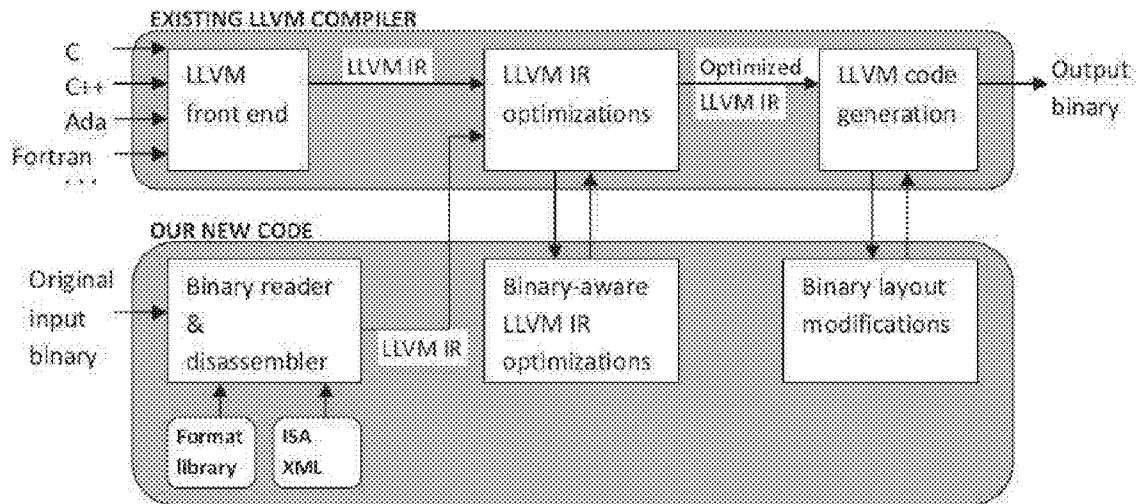 EXISTING LLVM COMPILER
C
C++
Ada
Fortran
...
LLVM
front end
LLVM IR
LLVM IR
optimizations
Optimized
LLVM IR
LLVM code
generation
Output
binary
OUR NEW CODE
Original
input
binary
Binary reader
&
disassembler
LLVM IR
Binary-aware
LLVM IR
optimizations
Binary layout
modifications
Format
library
ISA
XML